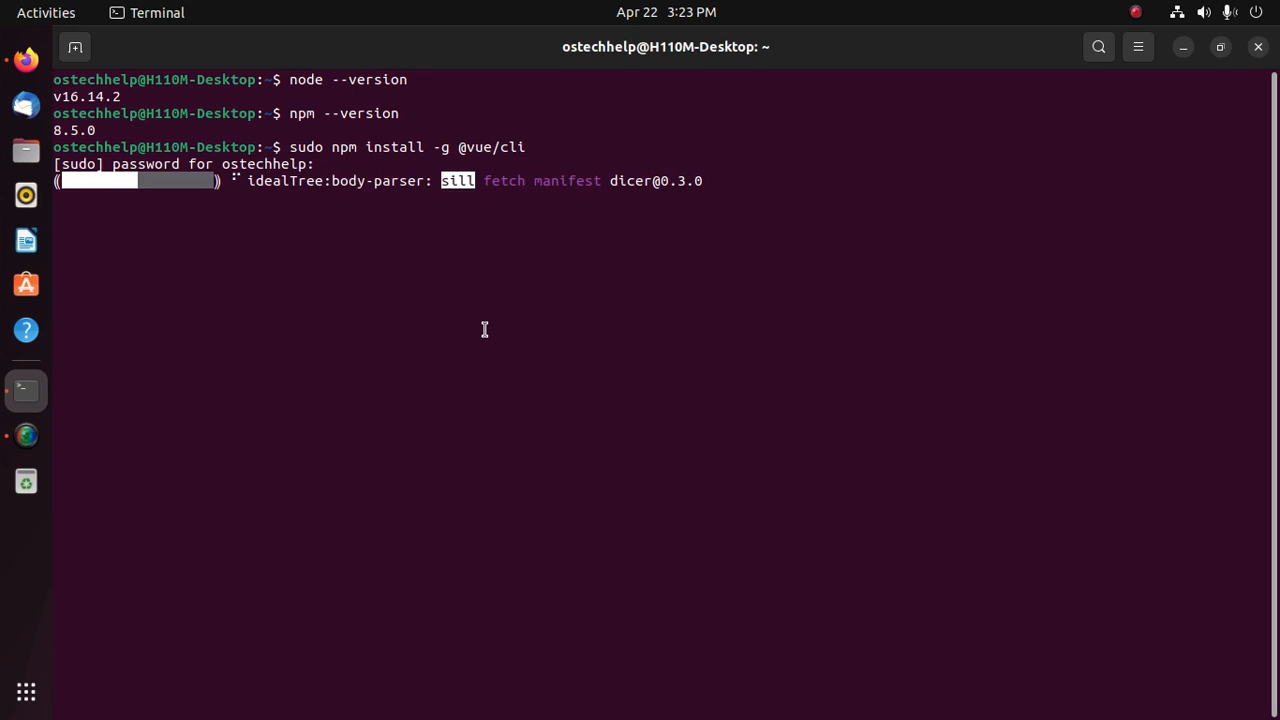 Activities Terminal Apr 22 3:23 PM
ostechhelp@H110M-Desktop: ~
ostechhelp@H110M-Desktop:~$ node --version
v16.14.2
ostechhelp@H110M-Desktop:~$ npm --version
8.5.0
ostechhelp@H110M-Desktop:~$ sudo npm install -g @vue/cli
[sudo] password for ostechhelp:
idealTree:body-parser: sill fetch manifest dicer@0.3.0